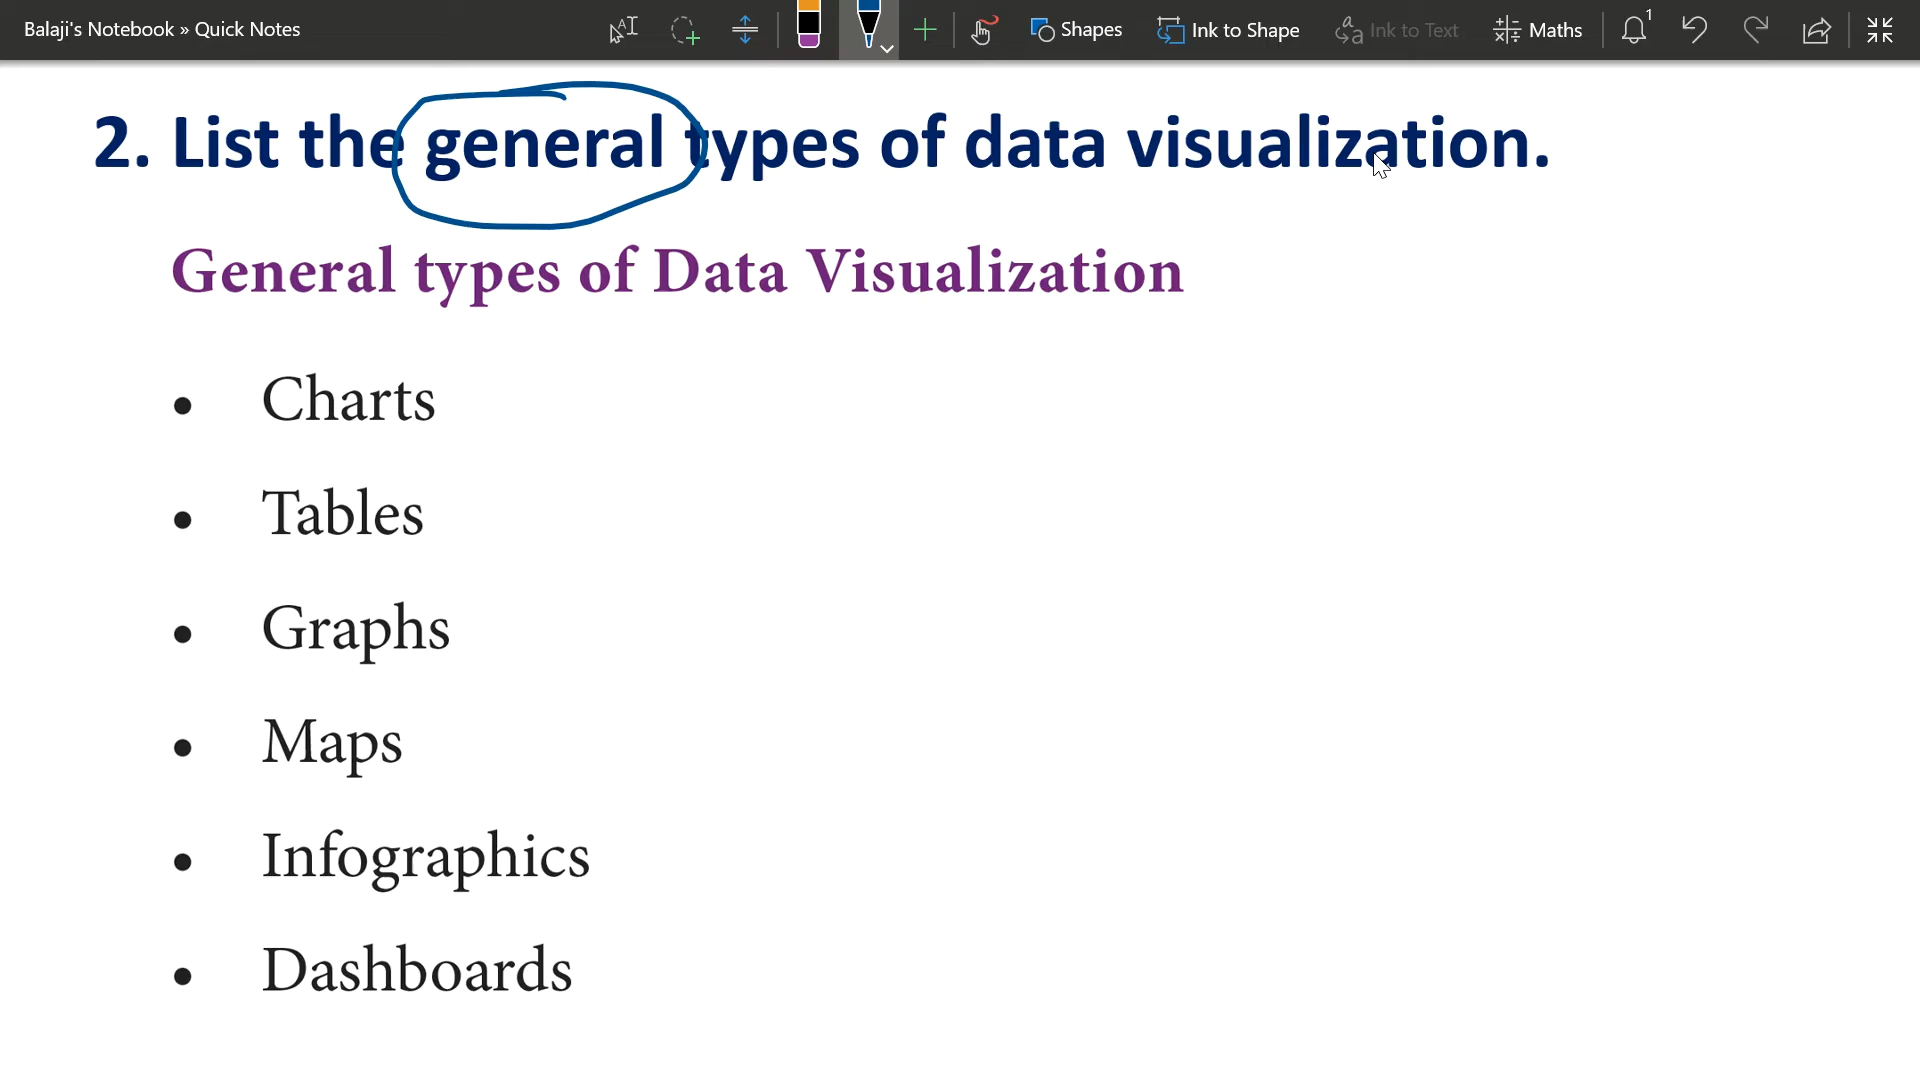 Balaji's Notebook » Quick Notes
Shapes
Ink to Shape
Ink to Text
Maths
1
2. List the general types of data visualization.
General types of Data Visualization
• Charts
• Tables
• Graphs
• Maps
• Infographics
• Dashboards